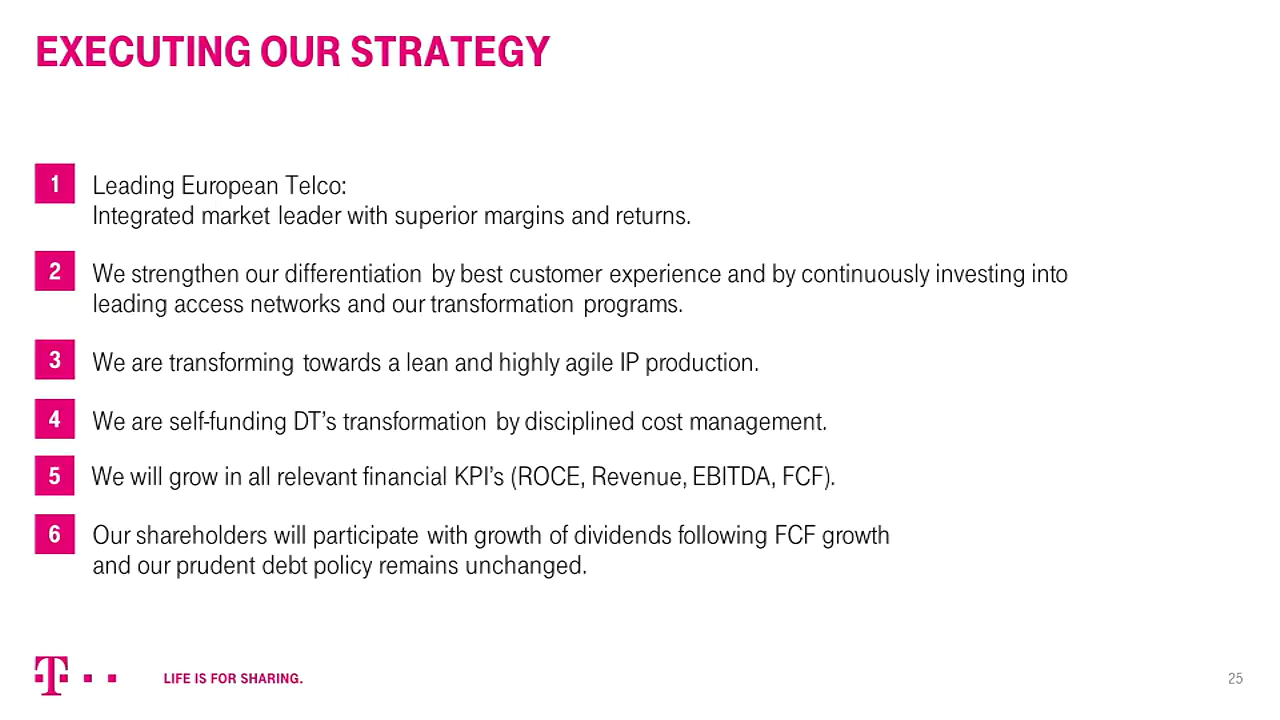 EXECUTING OUR STRATEGY
1
Leading European Telco:
Integrated market leader with superior margins and returns.
2
We strengthen our differentiation by best customer experience and by continuously investing into
leading access networks and our transformation programs.
3
We are transforming towards a lean and highly agile IP production.
4
We are self-funding DT’s transformation by disciplined cost management.
5
We will grow in all relevant financial KPI’s (ROCE, Revenue, EBITDA, FCF).
6
Our shareholders will participate with growth of dividends following FCF growth
and our prudent debt policy remains unchanged.
T
LIFE IS FOR SHARING.
25